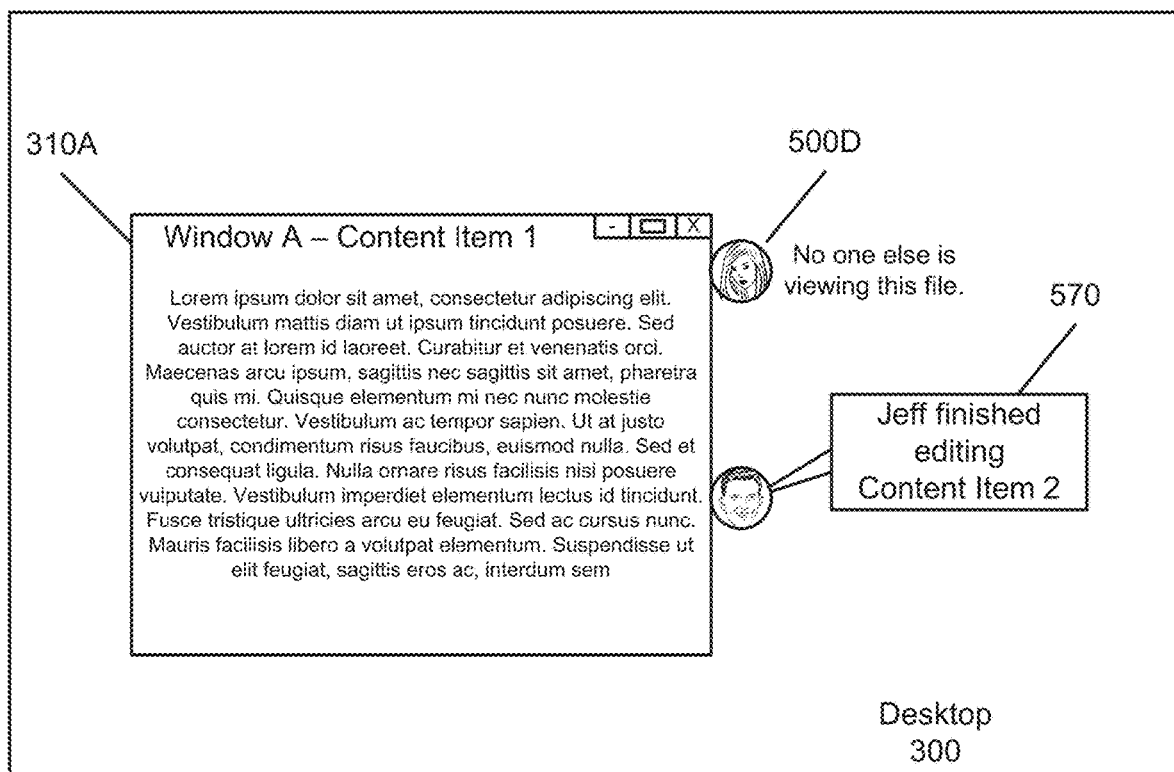 310A
500D
Window A – Content Item 1
- X
No one else is
viewing this file.
570
Lorem ipsum dolor sit amet, consectetur adipiscing elit.
Vestibulum mattis diam ut ipsum tincidunt posuere. Sed
auctor at lorem id laoreet. Curabitur et venenatis orci.
Maecenas arcu ipsum, sagittis nec sagittis sit amet, pharetra
quis mi. Quisque elementum mi nec nunc molestie
consectetur. Vestibulum ac tempor sapien. Ut at justo
volutpat, condimentum risus faucibus, euismod nulla. Sed et
consequat ligula. Nulla ornare risus facilisis nisi posuere
vulputate. Vestibulum imperdiet elementum lectus id tincidunt.
Fusce tristique ultricies arcu eu feugiat. Sed ac cursus nunc.
Mauris facilisis libero a volutpat elementum. Suspendisse ut
elit feugiat, sagittis eros ac, interdum sem
Jeff finished
editing
Content Item 2
Desktop
300